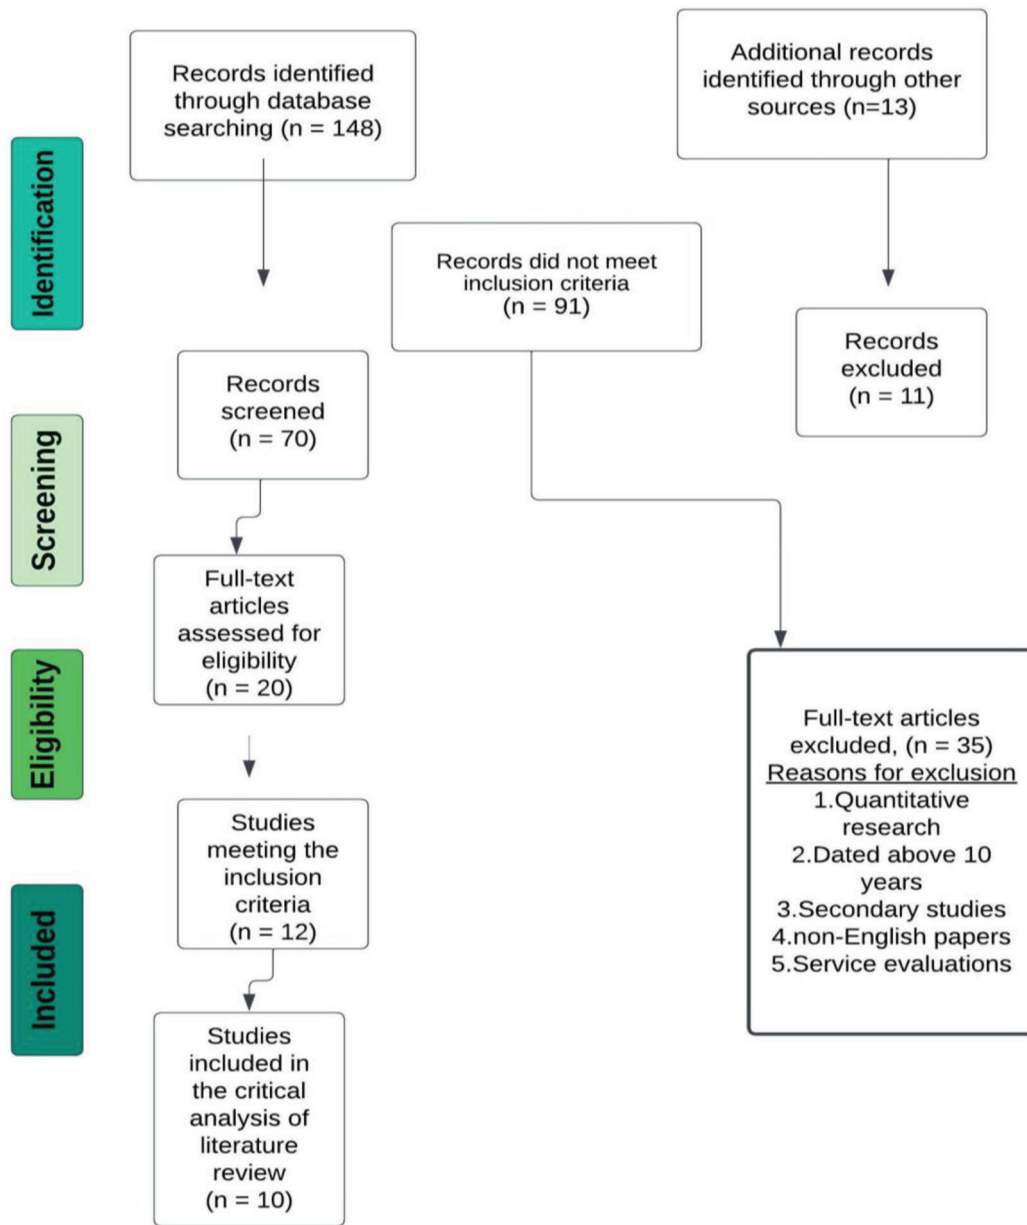 Records identified
through database
searching (n = 148)
Additional records
identified through other
sources (n=13)
Identification
Records did not meet
inclusion criteria
(n = 91)
Records
excluded
(n = 11)
Records
screened
(n = 70)
Screening
Full-text
articles
assessed for
eligibility
(n = 20)
Eligibility
Full-text articles
excluded, (n = 35)
Reasons for exclusion
1.Quantitative
research
2.Dated above 10
years
3.Secondary studies
4.non-English papers
5.Service evaluations
Studies
meeting the
inclusion
criteria
(n = 12)
Included
Studies
included in
the critical
analysis of
literature
review
(n = 10)